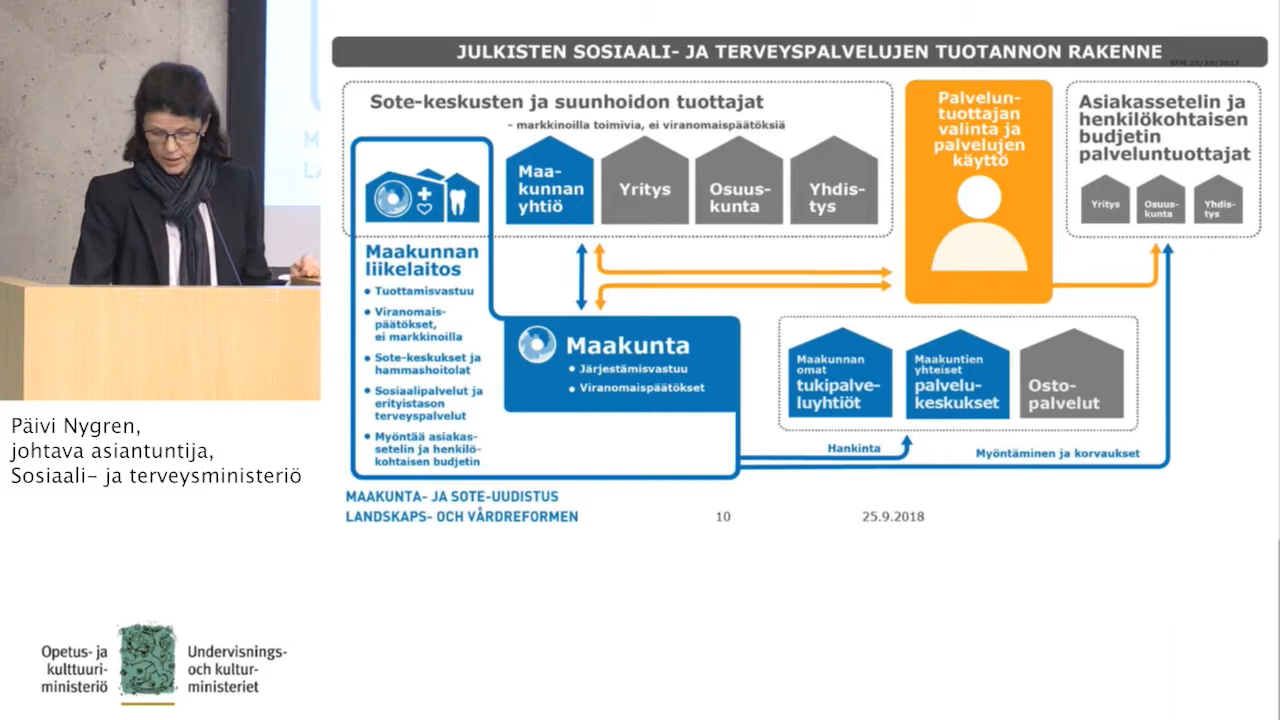 JULKISTEN SOSIAALI- JA TERVEYSPALVELUJEN TUOTANNON RAKENNE
STM 23/10/2017
Sote-keskusten ja suunhoidon tuottajat
- markkinoilla toimivia, ei viranomaispäätöksiä
Maa-
kunnan
yhtiö
Yritys
Osuus-
kunta
Yhdis-
tys
Palvelun-
tuottajan
valinta ja
palvelujen
käyttö
Asiakassetelin ja
henkilökohtaisen
budjetin
palveluntuottajat
Yritys
Osuus-
kunta
Yhdis-
tys
Maakunnan
liikelaitos
• Tuottamisvastuu
• Viranomais-
päätökset,
ei markkinoilla
• Sote-keskukset ja
hammashoitolat
• Sosiaalipalvelut ja
erityistason
terveyspalvelut
• Myöntää asiakas-
setelin ja henkilö-
kohtaisen budjetin
Maakunta
• Järjestämisvastuu
• Viranomaispäätökset
Maakunnan
omat
tukipalve-
luyhtiöt
Maakuntien
yhteiset
palvelu-
keskukset
Osto-
palvelut
Hankinta
Myöntäminen ja korvaukset
MAAKUNTA- JA SOTE-UUDISTUS
LANDSKAPS- OCH VÅRDREFORMEN
10
25.9.2018
Päivi Nygren,
johtava asiantuntija,
Sosiaali- ja terveysministeriö
Opetus- ja
kulttuuri-
ministeriö
Undervisnings-
och kultur-
ministeriet